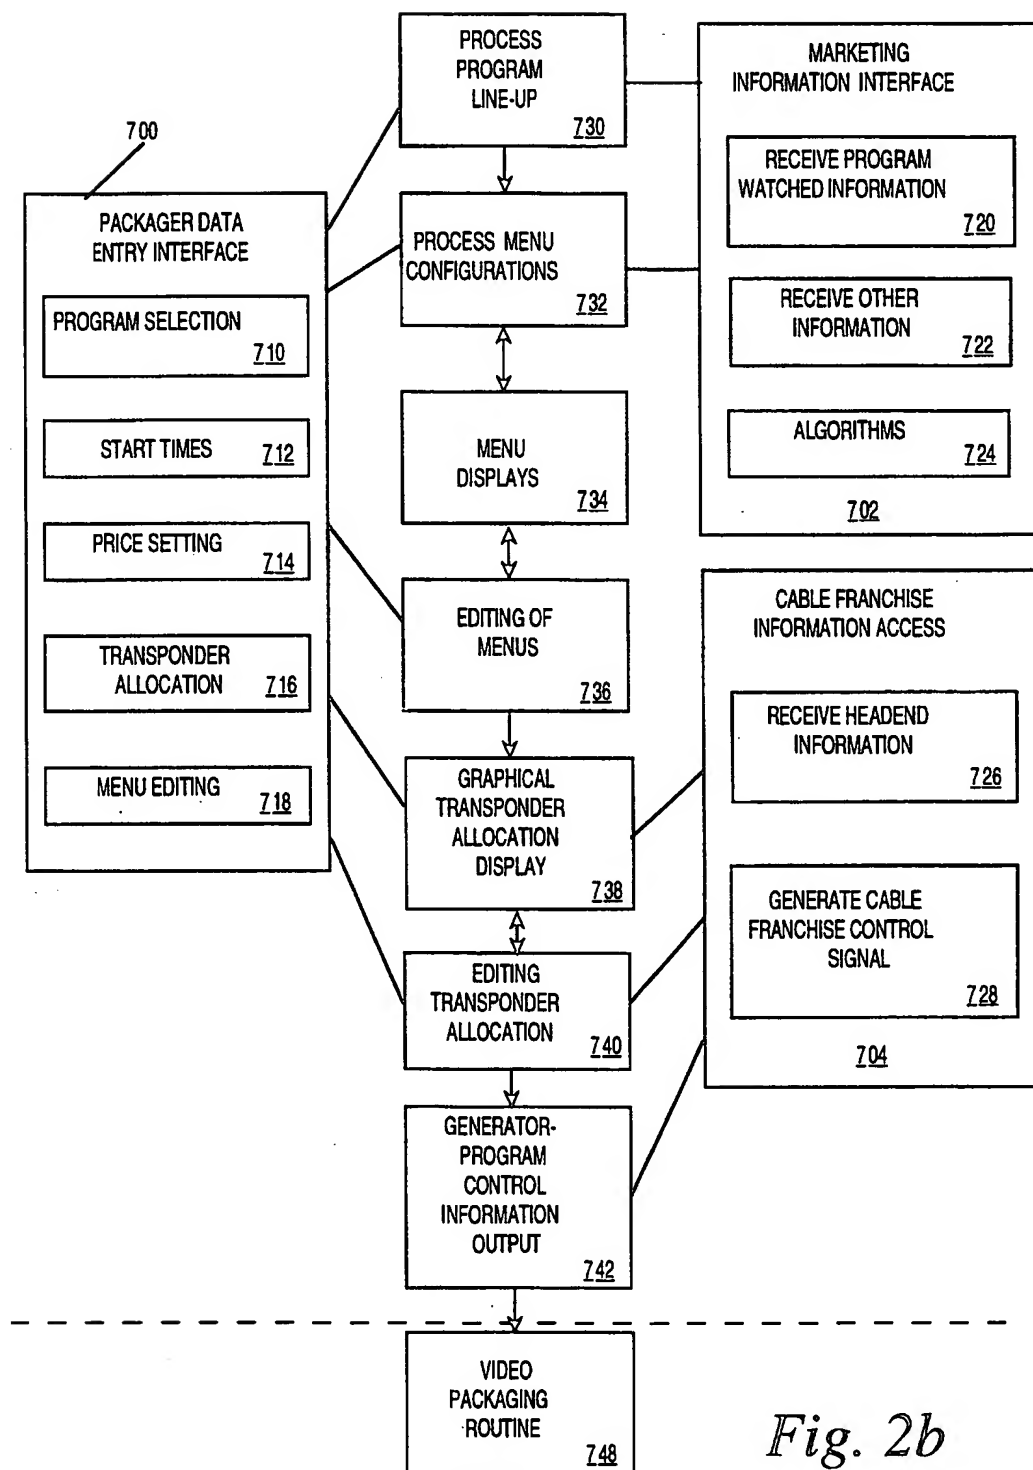 700
PACKAGER DATA
ENTRY INTERFACE
PROGRAM SELECTION
710
START TIMES 712
PRICE SETTING
714
TRANSPONDER
ALLOCATION 716
MENU EDITING 718
PROCESS
PROGRAM
LINE-UP
730
PROCESS MENU
CONFIGURATIONS
732
MENU
DISPLAYS
734
EDITING OF
MENUS
736
GRAPHICAL
TRANSPONDER
ALLOCATION
DISPLAY
738
EDITING
TRANSPONDER
ALLOCATION
740
GENERATOR-
PROGRAM
CONTROL
INFORMATION
OUTPUT
742
VIDEO
PACKAGING
ROUTINE
748
MARKETING
INFORMATION INTERFACE
RECEIVE PROGRAM
WATCHED INFORMATION
720
RECEIVE OTHER
INFORMATION
722
ALGORITHMS
724
702
CABLE FRANCHISE
INFORMATION ACCESS
RECEIVE HEADEND
INFORMATION
726
GENERATE CABLE
FRANCHISE CONTROL
SIGNAL
728
704
Fig. 2b